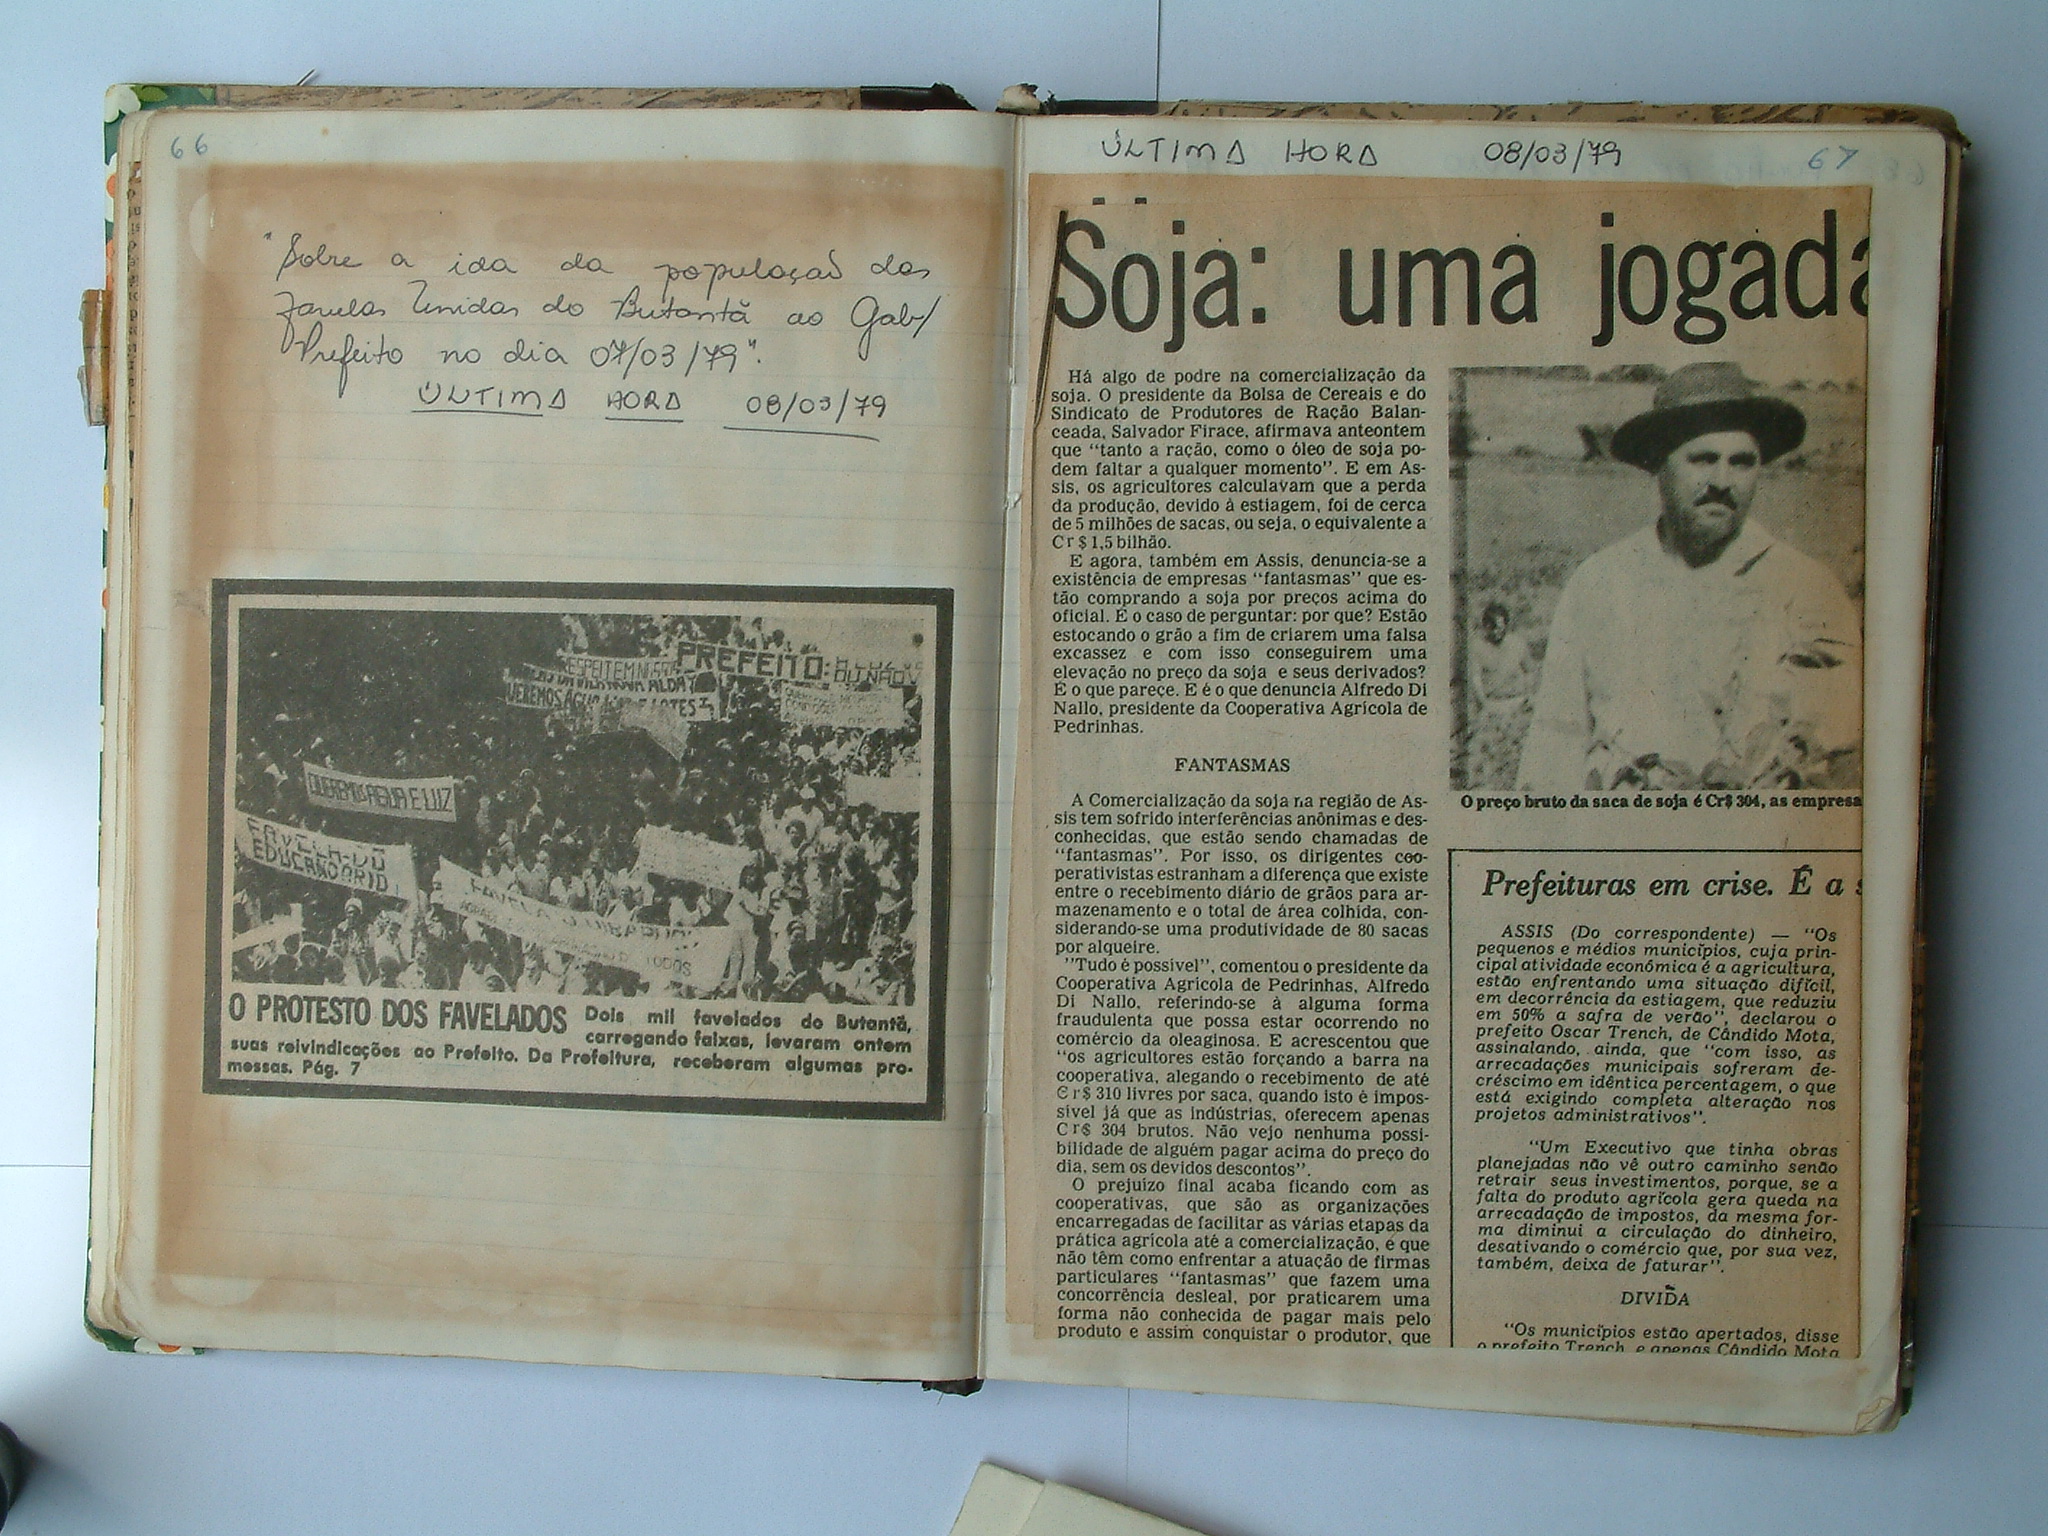 66
"Sobre a ida da população das
favelas Unidas do Butantã ao Gab/
Prefeito no dia 07/03/79".
ÚLTIMA HORA 08/03/79
PREFEITO: A LUZ VE
OU NÃO V
RESPEITEM NOSSA
QUEREMOS ÁGUA LUZ E LOTES
QUEREMOS ÁGUA E LUZ
FAVELA DO
EDUCANDÁRIO
FAVELA
TODOS
O PROTESTO DOS FAVELADOS Dois mil favelados do Butantã,
carregando faixas, levaram ontem
suas reivindicações ao Prefeito. Da Prefeitura, receberam algumas pro-
messas. Pág. 7
ÚLTIMA HORA 08/03/79 67
Soja: uma jogada
Há algo de podre na comercialização da
soja. O presidente da Bolsa de Cereais e do
Sindicato de Produtores de Ração Balan-
ceada, Salvador Firace, afirmava anteontem
que "tanto a ração, como o óleo de soja po-
dem faltar a qualquer momento". E em As-
sis, os agricultores calculavam que a perda
da produção, devido à estiagem, foi de cerca
de 5 milhões de sacas, ou seja, o equivalente a
Cr$ 1,5 bilhão.
E agora, também em Assis, denuncia-se a
existência de empresas "fantasmas" que es-
tão comprando a soja por preços acima do
oficial. E o caso de perguntar: por que? Estão
estocando o grão a fim de criarem uma falsa
excassez e com isso conseguirem uma
elevação no preço da soja e seus derivados?
É o que pareçe. E é o que denuncia Alfredo Di
Nallo, presidente da Cooperativa Agrícola de
Pedrinhas.
FANTASMAS
A Comercialização da soja na região de As-
sis tem sofrido interferências anônimas e des-
conhecidas, que estão sendo chamadas de
"fantasmas". Por isso, os dirigentes coo-
perativistas estranham a diferença que existe
entre o recebimento diário de grãos para ar-
mazenamento e o total de área colhida, con-
siderando-se uma produtividade de 80 sacas
por alqueire.
"Tudo é possível", comentou o presidente da
Cooperativa Agrícola de Pedrinhas, Alfredo
Di Nallo, referindo-se à alguma forma
fraudulenta que possa estar ocorrendo no
comércio da oleaginosa. E acrescentou que
"os agricultores estão forçando a barra na
cooperativa, alegando o recebimento de até
Cr$ 310 livres por saca, quando isto é impos-
sível já que as indústrias, oferecem apenas
Cr$ 304 brutos. Não vejo nenhuma possi-
bilidade de alguém pagar acima do preço do
dia, sem os devidos descontos".
O prejuízo final acaba ficando com as
cooperativas, que são as organizações
encarregadas de facilitar as várias etapas da
prática agrícola até a comercialização, e que
não têm como enfrentar a atuação de firmas
particulares "fantasmas" que fazem uma
concorrência desleal, por praticarem uma
forma não conhecida de pagar mais pelo
produto e assim conquistar o produtor, que
O preço bruto da saca de soja é Cr$ 304, as empresa
Prefeituras em crise. É a s
ASSIS (Do correspondente) — "Os
pequenos e médios municípios, cuja prin-
cipal atividade econômica é a agricultura,
estão enfrentando uma situação difícil,
em decorrência da estiagem, que reduziu
em 50% a safra de verão", declarou o
prefeito Oscar Trench, de Cândido Mota,
assinalando, ainda, que "com isso, as
arrecadações municipais sofreram de-
créscimo em idêntica percentagem, o que
está exigindo completa alteração nos
projetos administrativos".
"Um Executivo que tinha obras
planejadas não vê outro caminho senão
retrair seus investimentos, porque, se a
falta do produto agrícola gera queda na
arrecadação de impostos, da mesma for-
ma diminui a circulação do dinheiro,
desativando o comércio que, por sua vez,
também, deixa de faturar".
DIVIDA
"Os municípios estão apertados, disse
o prefeito Trench, e apenas Cândido Mota